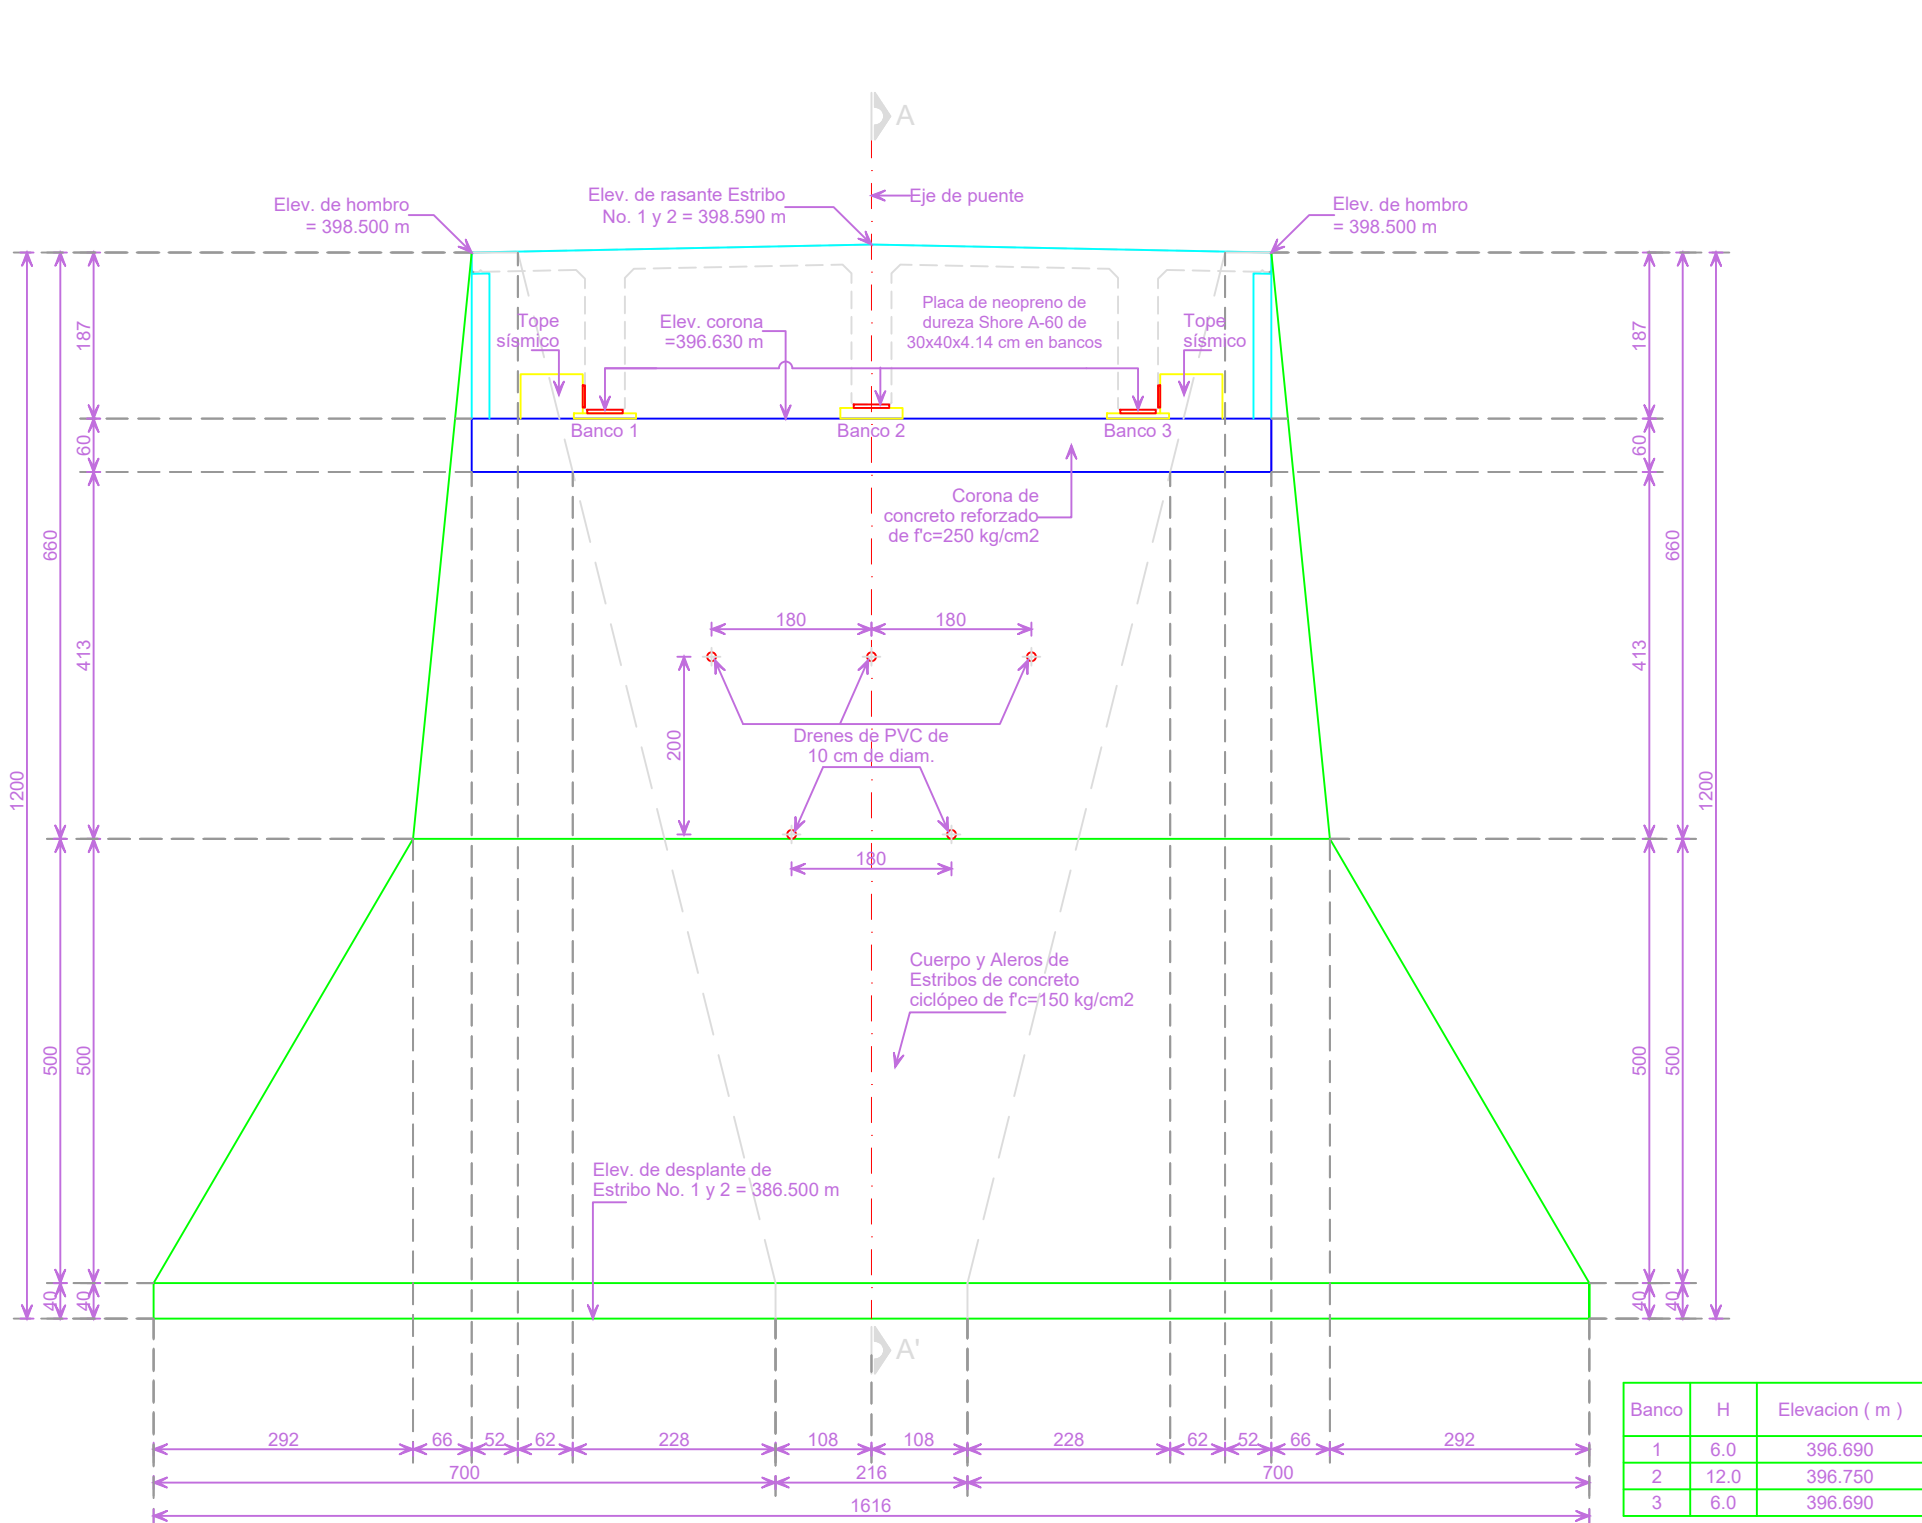 A
Elev. de hombro
= 398.500 m
Elev. de rasante Estribo
No. 1 y 2 = 398.590 m
Eje de puente
Elev. de hombro
= 398.500 m
Tope
sísmico
Elev. corona
=396.630 m
Placa de neopreno de
dureza Shore A-60 de
30x40x4.14 cm en bancos
Tope
sísmico
187
187
Banco 1
Banco 2
Banco 3
60
60
Corona de
concreto reforzado
de f'c=250 kg/cm2
660
660
413
413
180
180
200
Drenes de PVC de
10 cm de diam.
1200
1200
180
Cuerpo y Aleros de
Estribos de concreto
ciclópeo de f'c=150 kg/cm2
500
500
500
500
Elev. de desplante de
Estribo No. 1 y 2 = 386.500 m
40
40
40
40
A'
292
66
52
62
228
108
108
228
62
52
66
292
700
216
700
1616
Banco H Elevacion ( m )
1 6.0 396.690
2 12.0 396.750
3 6.0 396.690